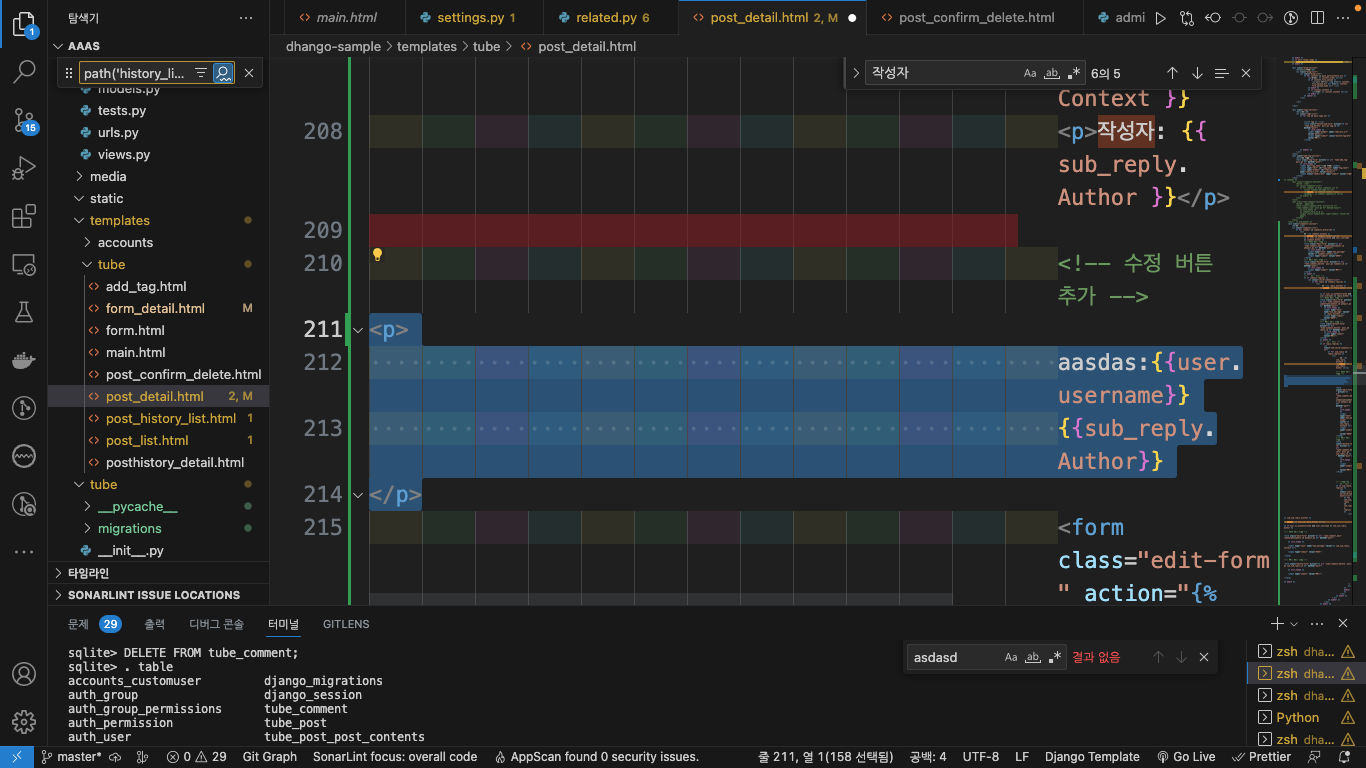 탐색기
AAAS
path('history_li...
models.py
tests.py
urls.py
views.py
media
static
templates
accounts
tube
add_tag.html
form_detail.html M
form.html
main.html
post_confirm_delete.html
post_detail.html 2, M
post_history_list.html 1
post_list.html 1
posthistory_detail.html
tube
__pycache__
migrations
__init__.py
타임라인
SONARLINT ISSUE LOCATIONS
1
15
main.html
settings.py 1
related.py 6
post_detail.html 2, M
post_confirm_delete.html
admi
dhango-sample > templates > tube > <> post_detail.html
작성자 Aa ab .* 6의 5
Context }}
208 <p>작성자: {{
sub_reply.
Author }}</p>
209
210 <!-- 수정 버튼
추가 -->
211 <p>
212 aasdas:{{user.
username}}
213 {{sub_reply.
Author}}
214 </p>
215 <form
class="edit-form
" action="{%
문제 29 출력 디버그 콘솔 터미널 GITLENS
asdasd Aa ab .* 결과 없음
sqlite> DELETE FROM tube_comment;
sqlite> . table
accounts_customuser django_migrations
auth_group django_session
auth_group_permissions tube_comment
auth_permission tube_post
auth_user tube_post_post_contents
zsh dha...
zsh dha...
zsh dha...
Python
zsh dha...
master* 0 29 Git Graph SonarLint focus: overall code AppScan found 0 security issues. 줄 211, 열 1(158 선택됨) 공백: 4 UTF-8 LF Django Template Go Live Prettier